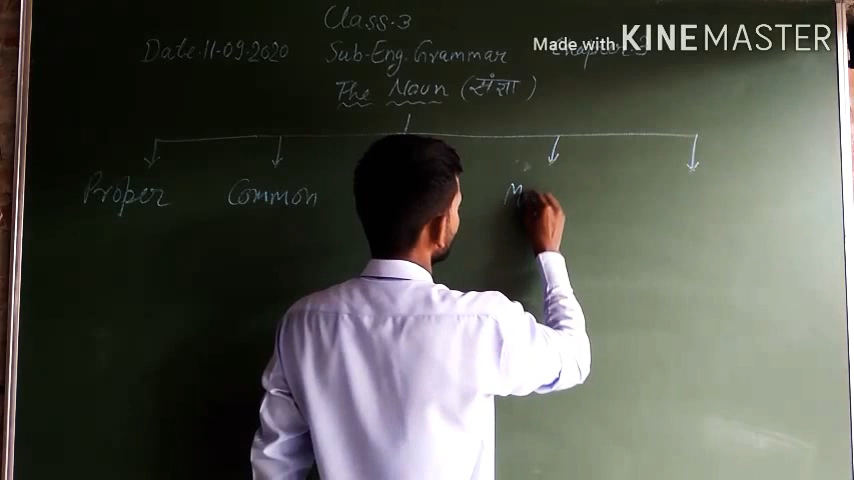 Class-3
Made with KINEMASTER
Date-11-09-2020 Sub-Eng. Grammar
The Noun (संज्ञा)
Proper Common M